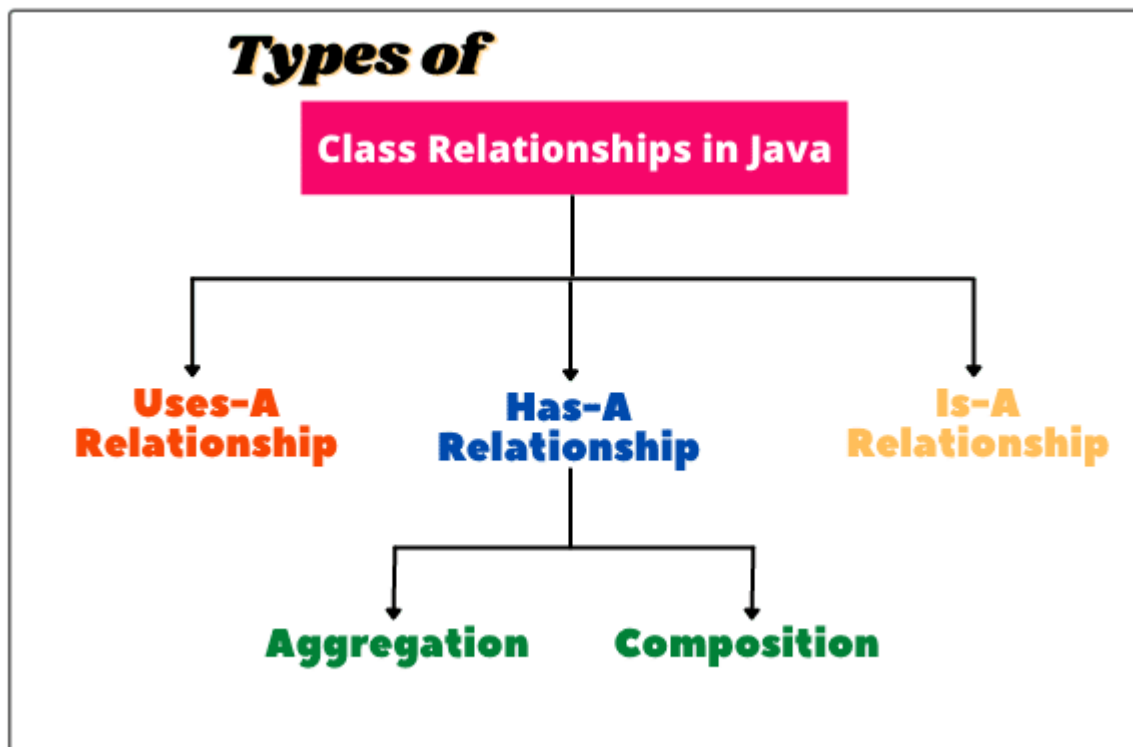 Types of
Class Relationships in Java
Uses-A
Relationship
Has-A
Relationship
Is-A
Relationship
Aggregation
Composition